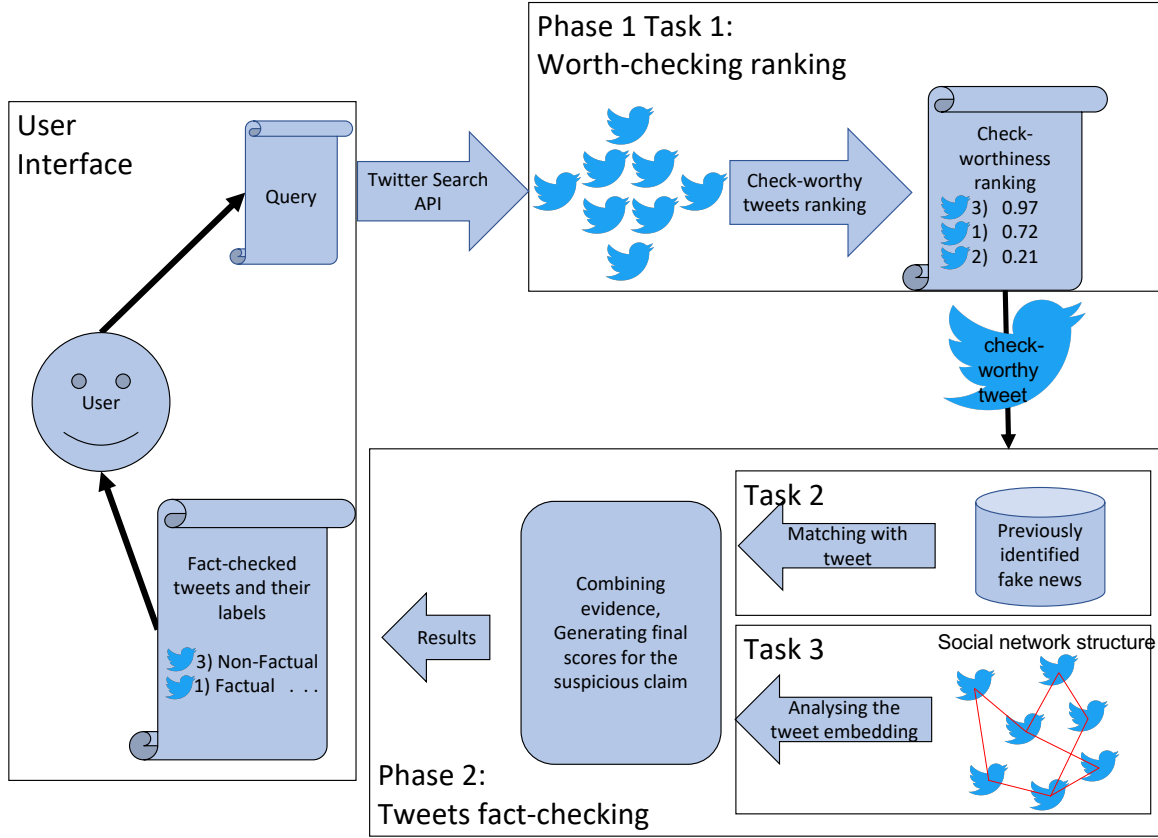 User
Interface
Query
User
Fact-checked
tweets and their
labels
3) Non-Factual
1) Factual . . .
Twitter Search
API
Phase 1 Task 1:
Worth-checking ranking
Check-worthy
tweets ranking
Check-
worthiness
ranking
3) 0.97
1) 0.72
2) 0.21
check-
worthy
tweet
Task 2
Matching with
tweet
Previously
identified
fake news
Task 3
Social network structure
Analysing the
tweet embedding
Combining
evidence,
Generating final
scores for the
suspicious claim
Results
Phase 2:
Tweets fact-checking